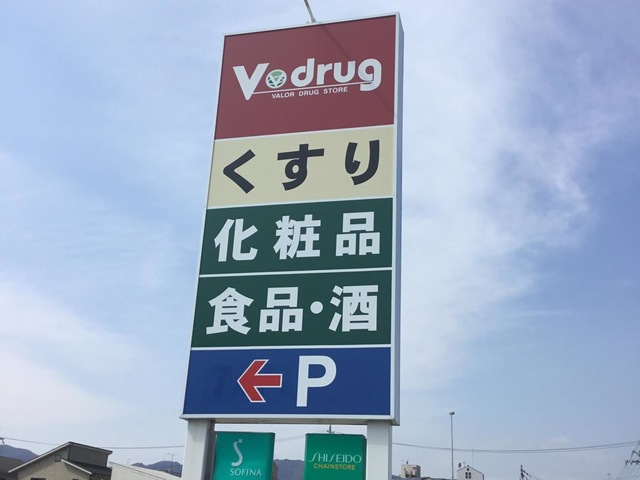 V drug
VALOR DRUG STORE
くすり
化粧品
食品・酒
← P
SOFINA
SHISEIDO
CHAINSTORE